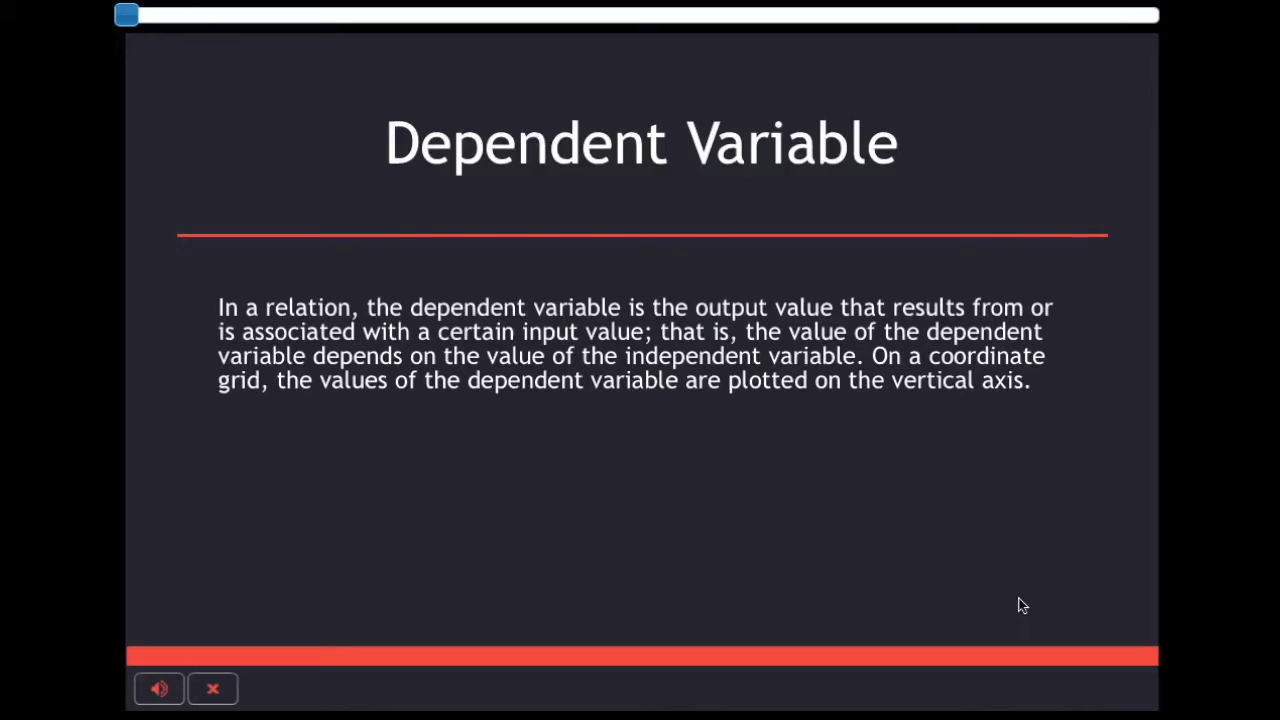 Dependent Variable
In a relation, the dependent variable is the output value that results from or
is associated with a certain input value; that is, the value of the dependent
variable depends on the value of the independent variable. On a coordinate
grid, the values of the dependent variable are plotted on the vertical axis.